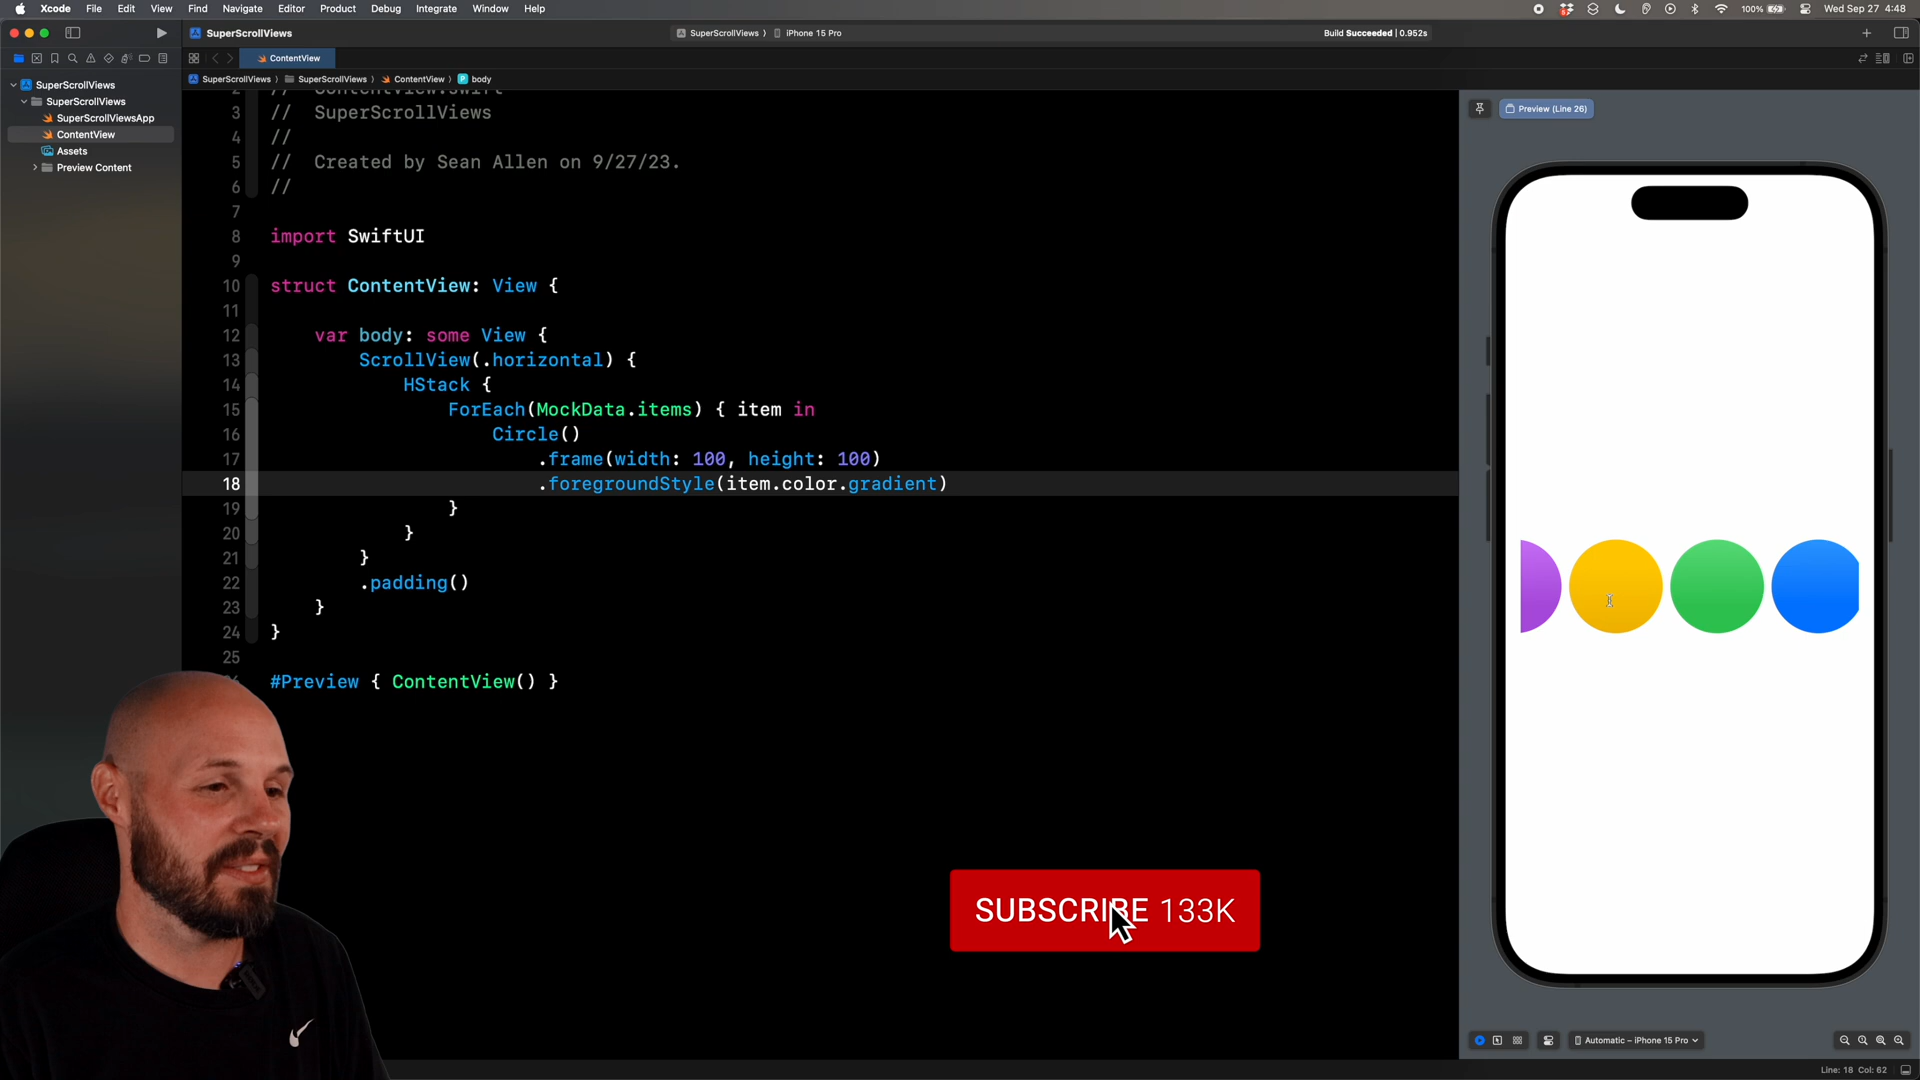 Xcode File Edit View Find Navigate Editor Product Debug Integrate Window Help 100% Wed Sep 27 4:48
SuperScrollViews SuperScrollViews iPhone 15 Pro Build Succeeded | 0.952s
ContentView
SuperScrollViews SuperScrollViews ContentView P body
SuperScrollViews
SuperScrollViews
SuperScrollViewsApp
ContentView
Assets
Preview Content
2 // ContentView.swift
3 // SuperScrollViews
4 //
5 // Created by Sean Allen on 9/27/23.
6 //
7
8 import SwiftUI
9
10 struct ContentView: View {
11
12 var body: some View {
13 ScrollView(.horizontal) {
14 HStack {
15 ForEach(MockData.items) { item in
16 Circle()
17 .frame(width: 100, height: 100)
18 .foregroundStyle(item.color.gradient)
19 }
20 }
21 }
22 .padding()
23 }
24 }
25
#Preview { ContentView() }
Preview (Line 26)
SUBSCRIBE 133K
Automatic – iPhone 15 Pro
Line: 18 Col: 62